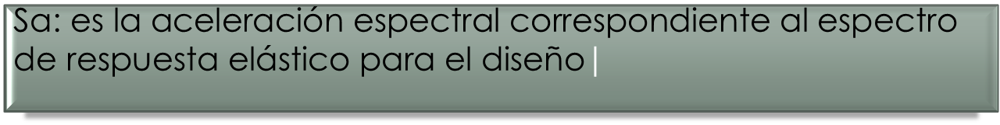 Sa: es la aceleración espectral correspondiente al espectro
de respuesta elástico para el diseño